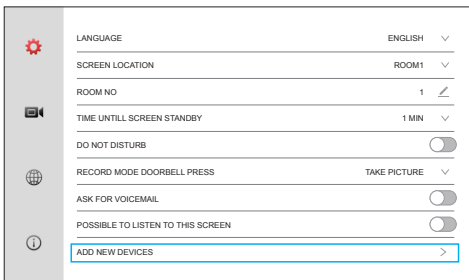 LANGUAGE ENGLISH
SCREEN LOCATION ROOM1
ROOM NO 1
TIME UNTILL SCREEN STANDBY 1 MIN
DO NOT DISTURB
RECORD MODE DOORBELL PRESS TAKE PICTURE
ASK FOR VOICEMAIL
POSSIBLE TO LISTEN TO THIS SCREEN
ADD NEW DEVICES